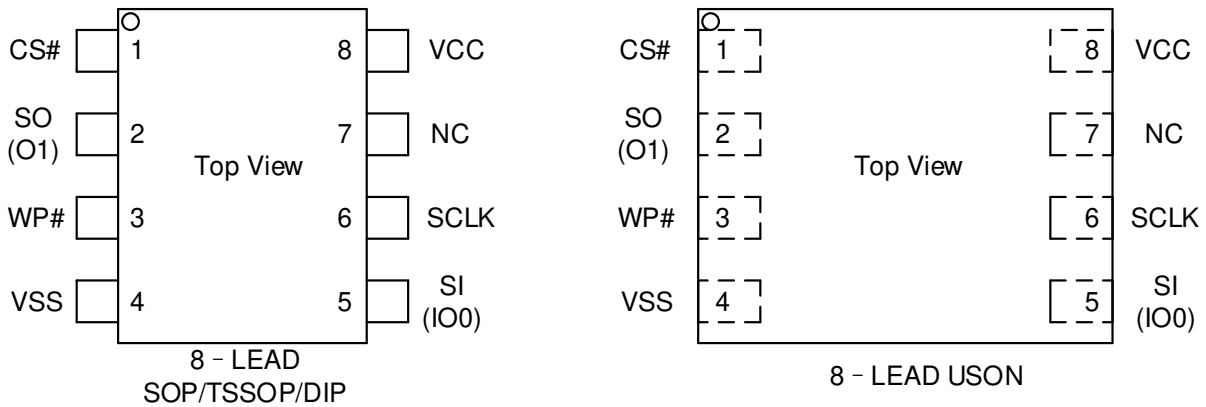 CS# 1 8 VCC
SO
(O1) 2 7 NC
Top View
WP# 3 6 SCLK
VSS 4 5 SI
(IO0)
8 - LEAD
SOP/TSSOP/DIP
CS# 1 8 VCC
SO
(O1) 2 7 NC
Top View
WP# 3 6 SCLK
VSS 4 5 SI
(IO0)
8 - LEAD USON